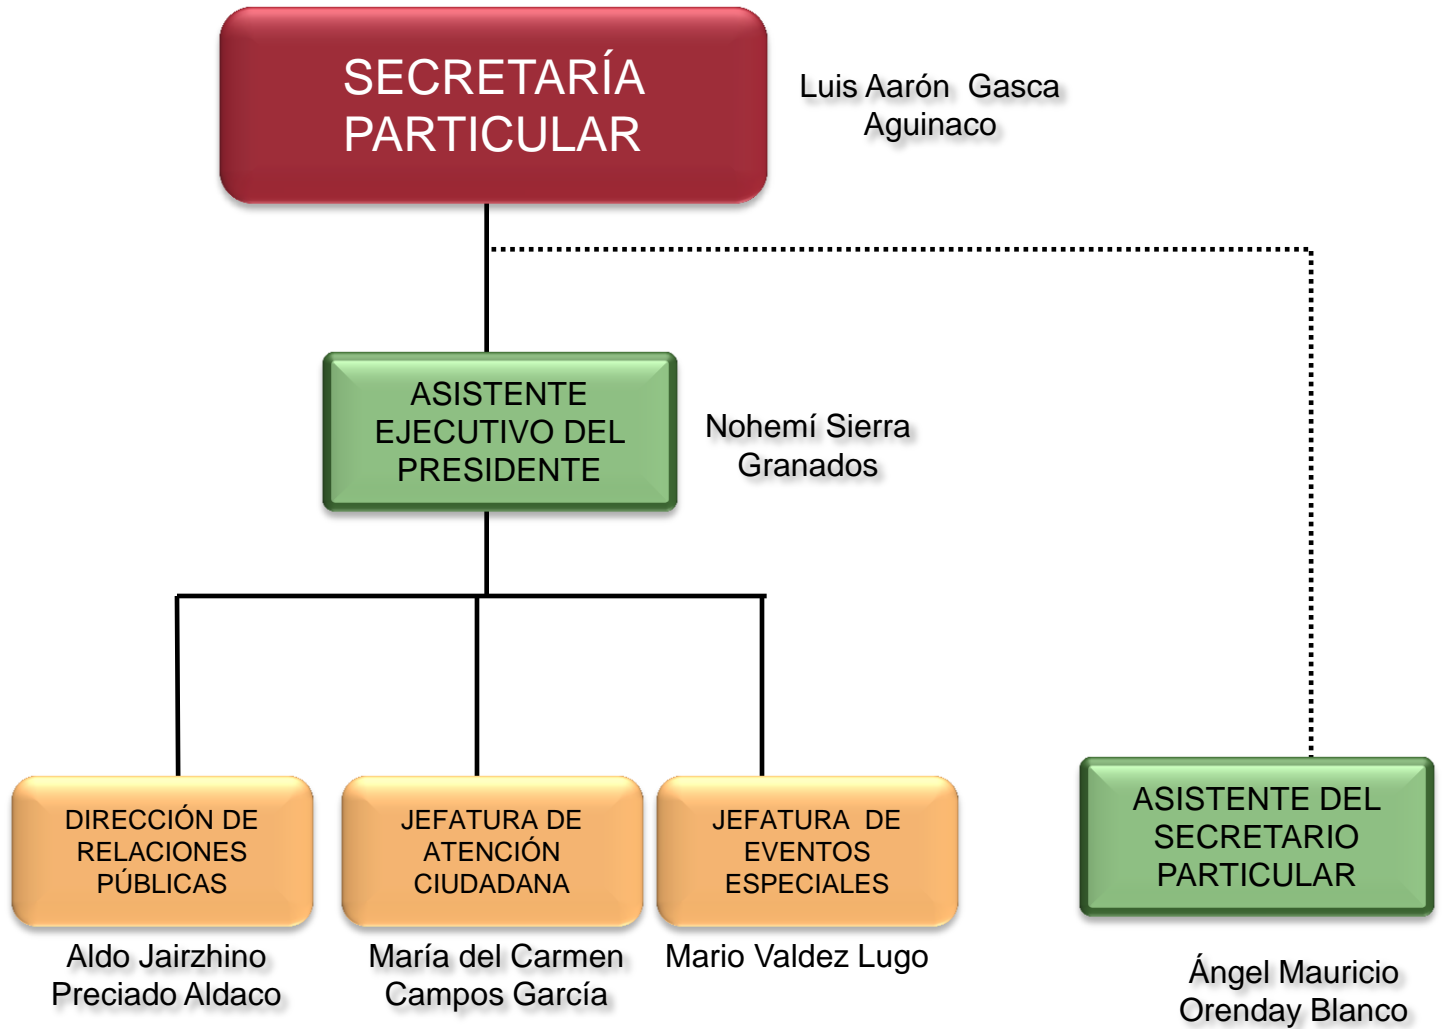 SECRETARÍA
PARTICULAR
Luis Aarón  Gasca
Aguinaco
ASISTENTE
EJECUTIVO DEL
PRESIDENTE
Nohemí Sierra
Granados
DIRECCIÓN DE
RELACIONES
PÚBLICAS
Aldo Jairzhino
Preciado Aldaco
JEFATURA DE
ATENCIÓN
CIUDADANA
María del Carmen
Campos García
JEFATURA  DE
EVENTOS
ESPECIALES
Mario Valdez Lugo
ASISTENTE DEL
SECRETARIO
PARTICULAR
Ángel Mauricio
Orenday Blanco